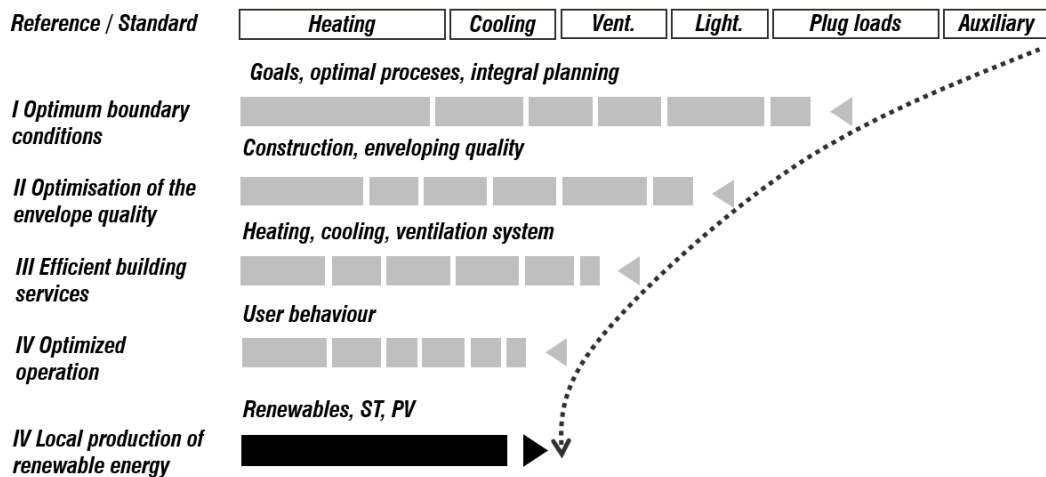 Reference / Standard
Heating
Cooling
Vent.
Light.
Plug loads
Auxiliary
Goals, optimal proceses, integral planning
I Optimum boundary
conditions
Construction, enveloping quality
II Optimisation of the
envelope quality
Heating, cooling, ventilation system
III Efficient building
services
User behaviour
IV Optimized
operation
Renewables, ST, PV
IV Local production of
renewable energy